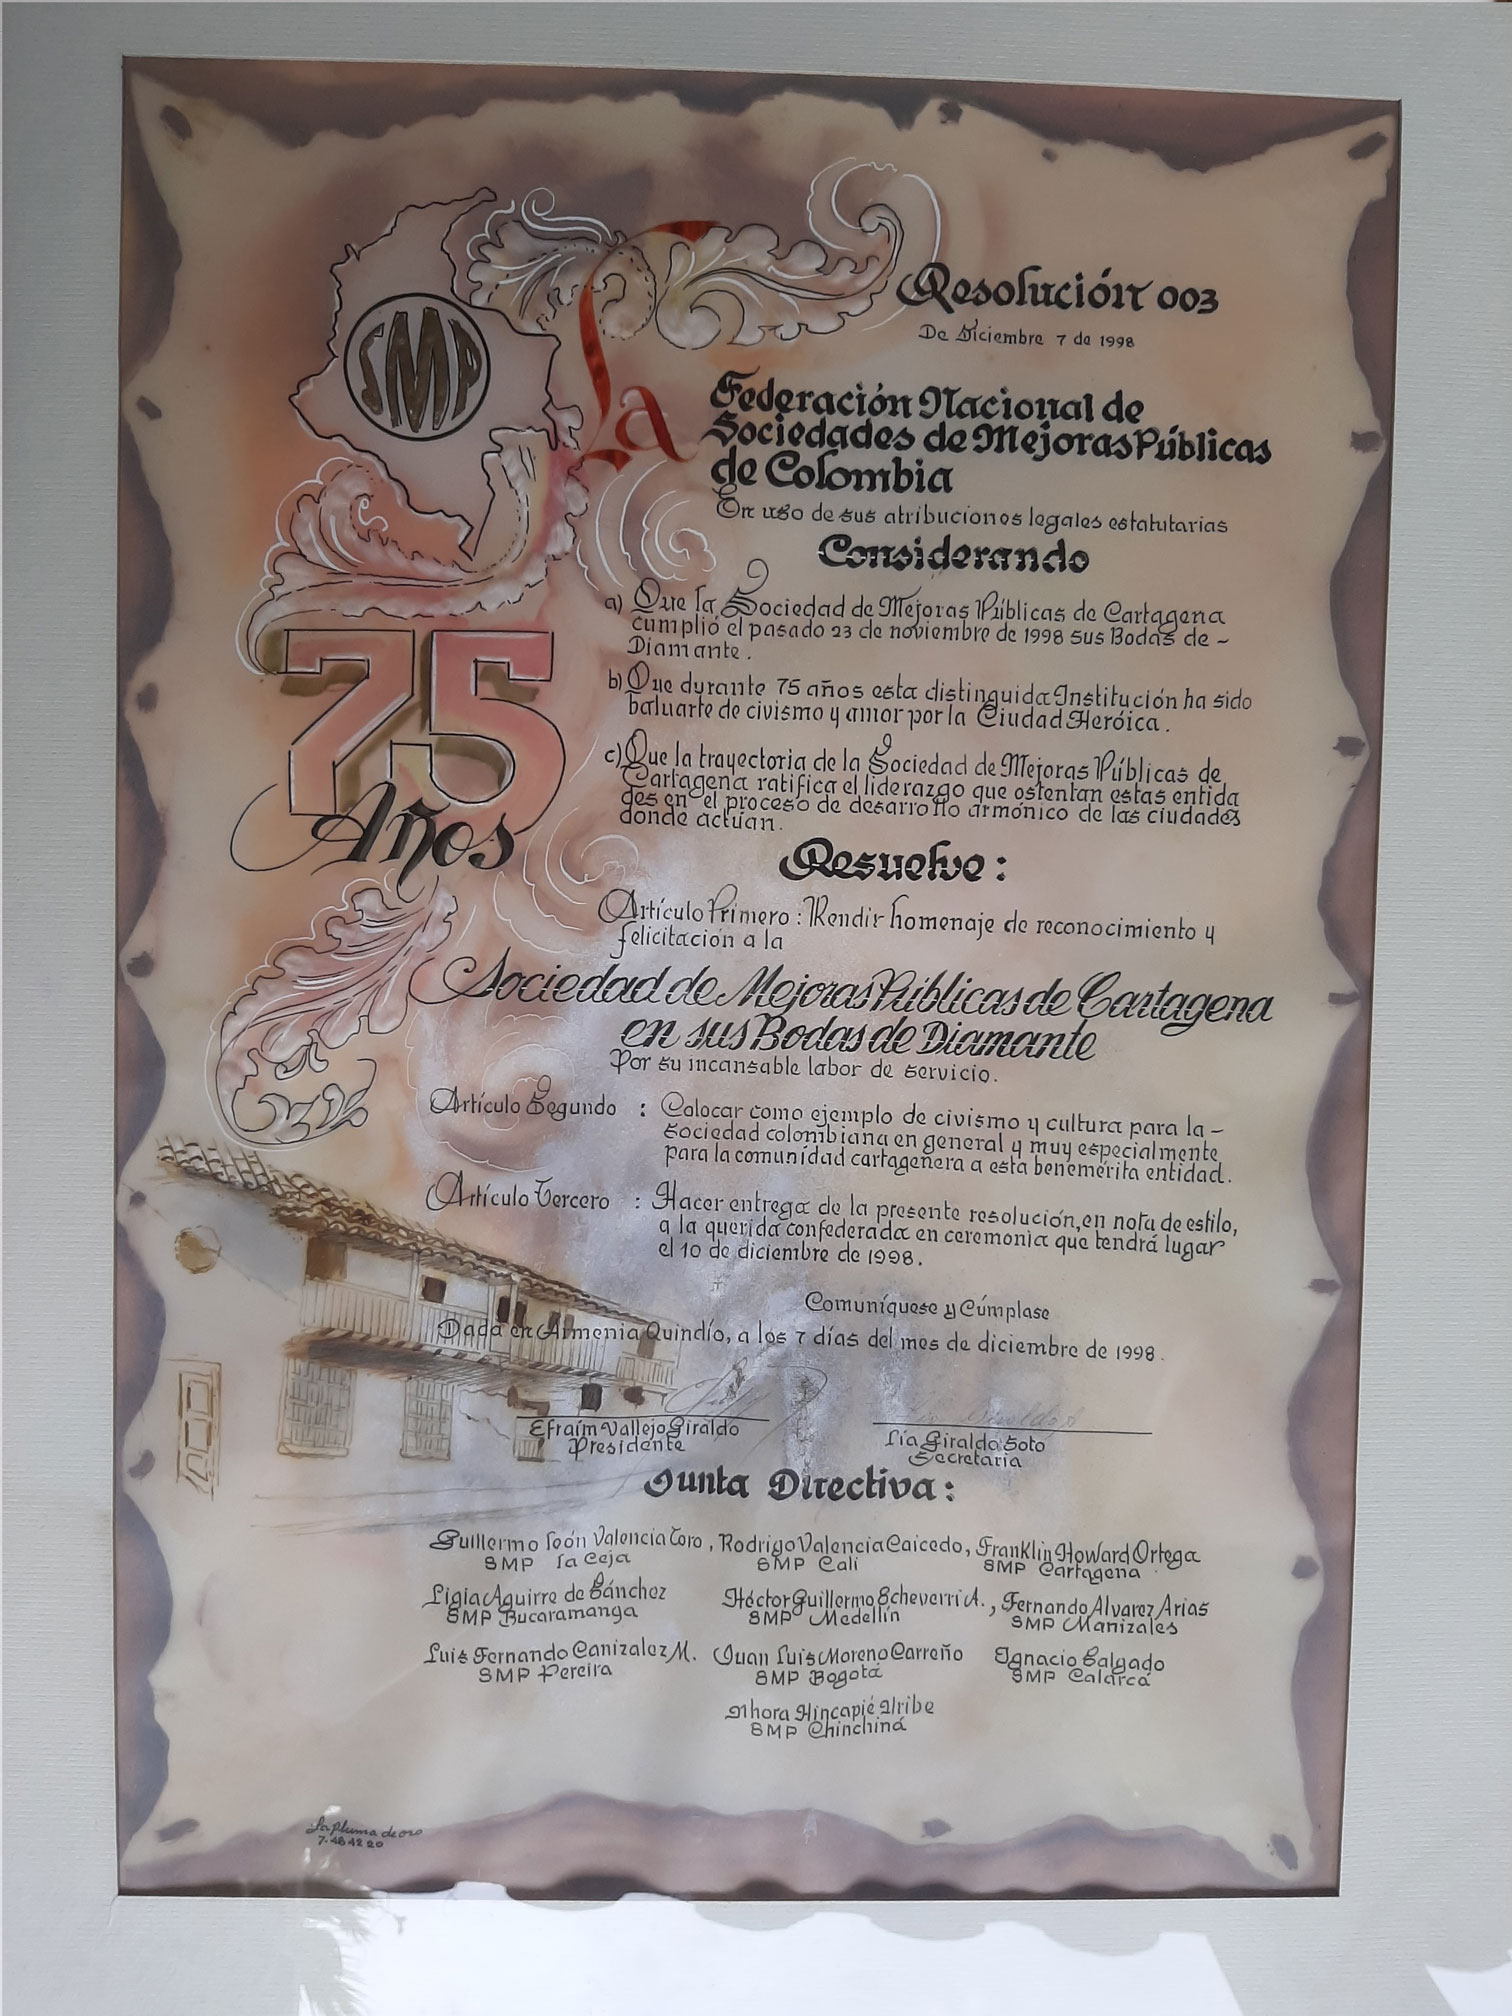 SMP
Resolución 003
De Diciembre 7 de 1998
La
Federación Nacional de
Sociedades de Mejoras Públicas
de Colombia
En uso de sus atribuciones legales estatutarias
Considerando
a) Que la Sociedad de Mejoras Públicas de Cartagena
cumplió el pasado 23 de noviembre de 1998 sus Bodas de -
Diamante.
b) Que durante 75 años esta distinguida Institución ha sido
baluarte de civismo y amor por la Ciudad Heróica.
c) Que la trayectoria de la Sociedad de Mejoras Públicas de
Cartagena ratifica el liderazgo que ostentan estas entida
des en el proceso de desarrollo armónico de las ciudades
donde actúan.
75
Años
Resuelve:
Artículo Primero: Rendir homenaje de reconocimiento y
felicitación a la
Sociedad de Mejoras Públicas de Cartagena
en sus Bodas de Diamante
Por su incansable labor de servicio.
Artículo Segundo : Colocar como ejemplo de civismo y cultura para la -
sociedad colombiana en general y muy especialmente
para la comunidad cartagenera a esta benemérita entidad.
Artículo Tercero : Hacer entrega de la presente resolución, en nota de estilo,
a la querida confederada en ceremonia que tendrá lugar
el 10 de diciembre de 1998.
Comuníquese y Cúmplase
Dada en Armenia Quindío, a los 7 días del mes de diciembre de 1998.
Efraím Vallejo Giraldo
Presidente
Lía Giraldo Soto
Secretaria
Junta Directiva:
Guillermo León Valencia Toro, Rodrigo Valencia Caicedo, Franklin Howard Ortega
SMP La Ceja SMP Cali SMP Cartagena
Ligia Aguirre de Sánchez Héctor Guillermo Echeverri A., Fernando Alvarez Arias
SMP Bucaramanga SMP Medellín SMP Manizales
Luis Fernando Canizalez M. Juan Luis Moreno Carreño Ignacio Salgado
SMP Pereira SMP Bogotá SMP Calarcá
Nhora Hincapié Uribe
SMP Chinchiná
La pluma de oro
7-484220